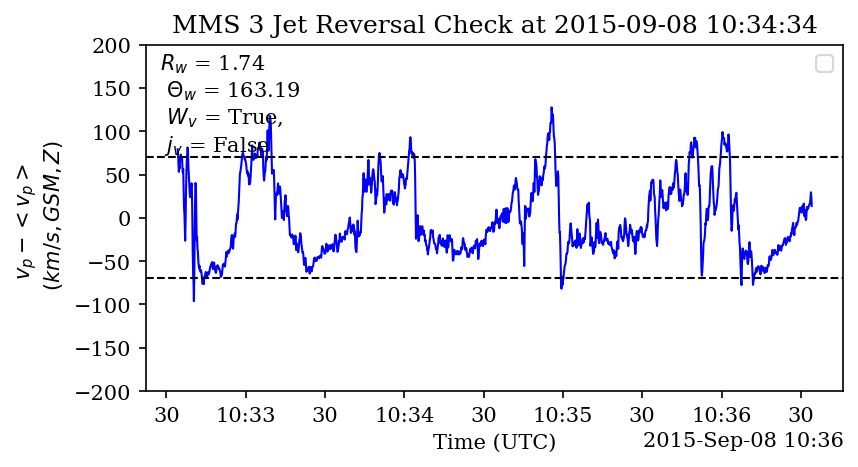 MMS 3 Jet Reversal Check at 2015-09-08 10:34:34
200
150
100
50
0
−50
−100
−150
−200
v_p − < v_p >
(km/s, GSM, Z)
R_w = 1.74
Θ_w = 163.19
W_v = True,
j_v = False
30 10:33 30 10:34 30 10:35 30 10:36 30
Time (UTC)
2015-Sep-08 10:36